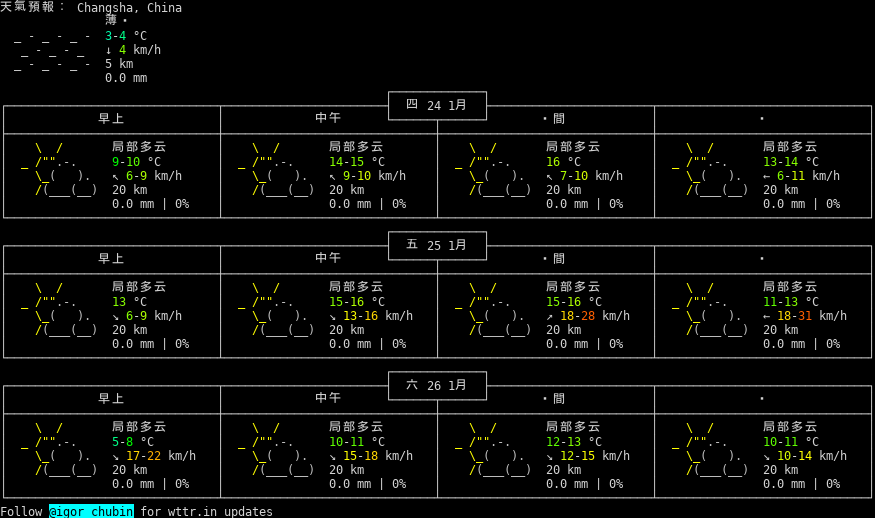 天氣預報： Changsha, China
薄 ▪
3-4 °C
↓ 4 km/h
5 km
0.0 mm
四 24 1月
早上 中午 ▪間 ▪
局部多云 局部多云 局部多云 局部多云
9-10 °C 14-15 °C 16 °C 13-14 °C
↖ 6-9 km/h ↖ 9-10 km/h ↖ 7-10 km/h ← 6-11 km/h
20 km 20 km 20 km 20 km
0.0 mm | 0% 0.0 mm | 0% 0.0 mm | 0% 0.0 mm | 0%
五 25 1月
早上 中午 ▪間 ▪
局部多云 局部多云 局部多云 局部多云
13 °C 15-16 °C 15-16 °C 11-13 °C
↘ 6-9 km/h ↘ 13-16 km/h ↗ 18-28 km/h ← 18-31 km/h
20 km 20 km 20 km 20 km
0.0 mm | 0% 0.0 mm | 0% 0.0 mm | 0% 0.0 mm | 0%
六 26 1月
早上 中午 ▪間 ▪
局部多云 局部多云 局部多云 局部多云
5-8 °C 10-11 °C 12-13 °C 10-11 °C
↘ 17-22 km/h ↘ 15-18 km/h ↘ 12-15 km/h ↘ 10-14 km/h
20 km 20 km 20 km 20 km
0.0 mm | 0% 0.0 mm | 0% 0.0 mm | 0% 0.0 mm | 0%
Follow @igor_chubin for wttr.in updates